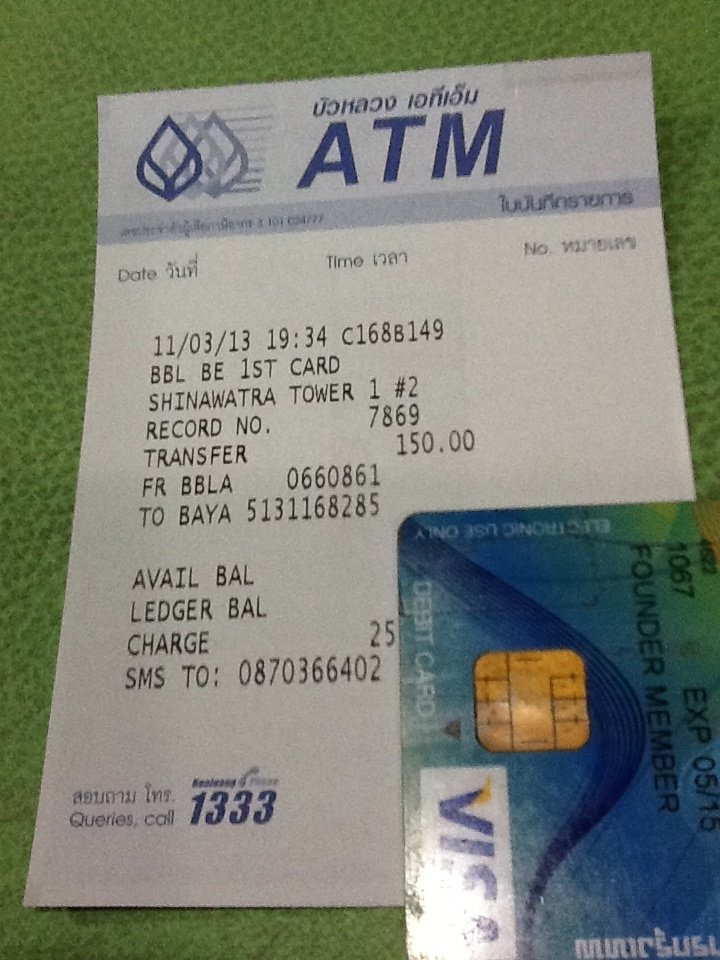 บัวหลวง เอทีเอ็ม
ATM
ใบบันทึกรายการ
Date วันที่ Time เวลา No. หมายเลข
11/03/13 19:34 C168B149
BBL BE 1ST CARD
SHINAWATRA TOWER 1 #2
RECORD NO. 7869
TRANSFER 150.00
FR BBLA 0660861
TO BAYA 5131168285
AVAIL BAL
LEDGER BAL
CHARGE 25
SMS TO: 0870366402
สอบถาม โทร.
Queries, call
Bualuang Phone
1333
ELECTRONIC USE ONLY
DEBIT CARD
1067
FOUNDER MEMBER
EXP 05/15
VISA